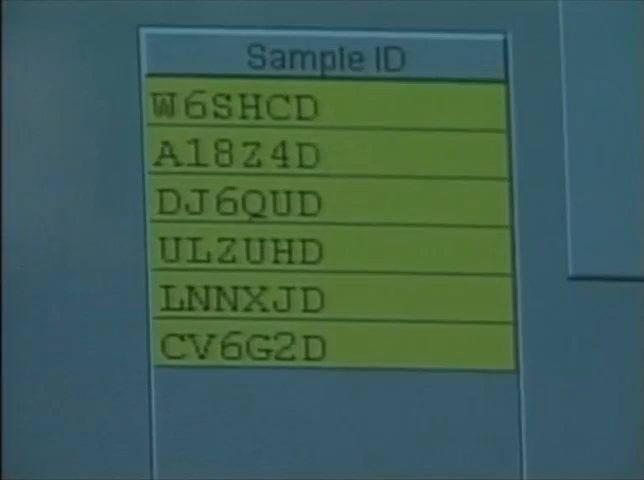 Sample ID
W6SHCD
A18Z4D
DJ6QUD
ULZUHD
LNNXJD
CV6G2D